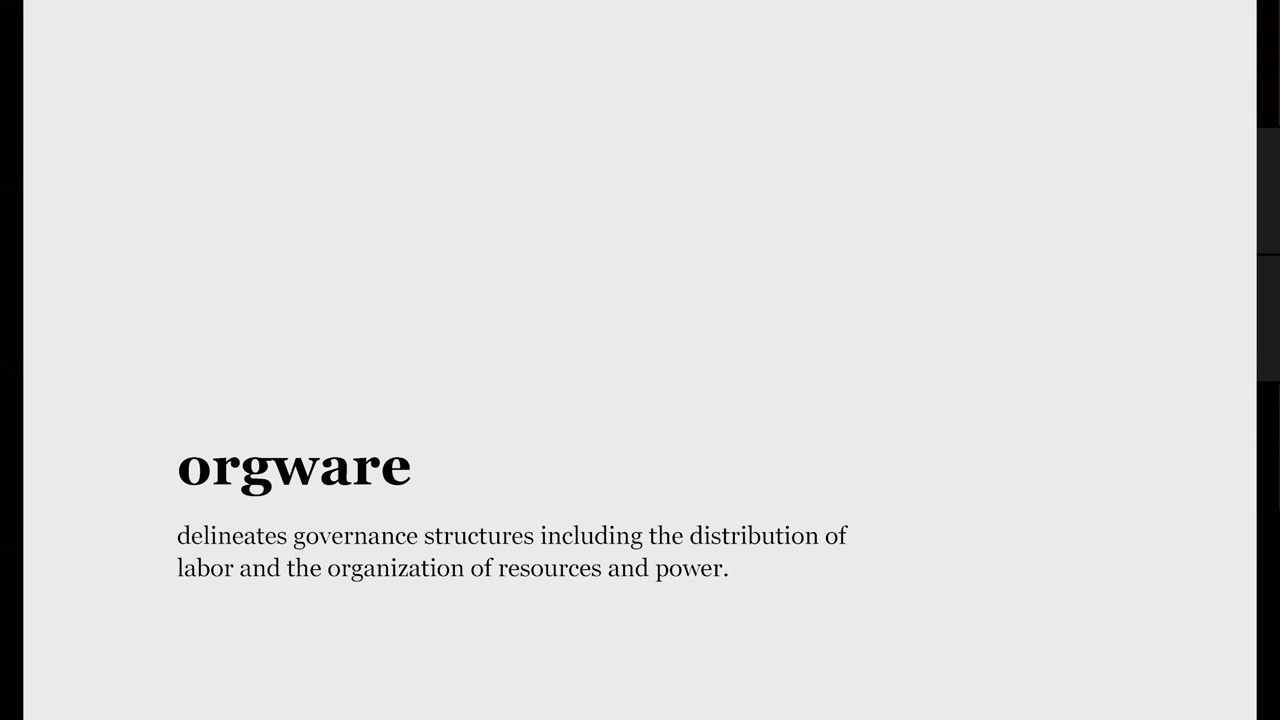 orgware
delineates governance structures including the distribution of
labor and the organization of resources and power.